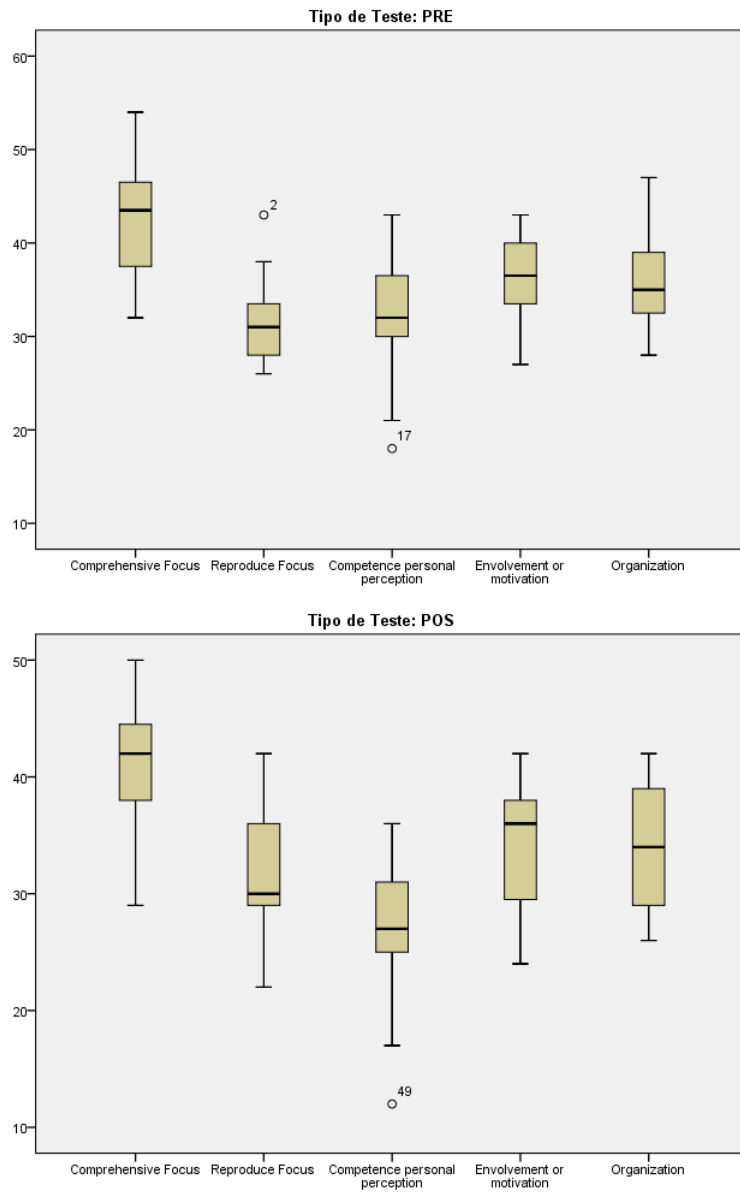 Tipo de Teste: PRE
60
50
40
30
20
10
2
17
Comprehensive Focus
Reproduce Focus
Competence personal
perception
Envolvement or
motivation
Organization
Tipo de Teste: POS
50
40
30
20
10
49
Comprehensive Focus
Reproduce Focus
Competence personal
perception
Envolvement or
motivation
Organization